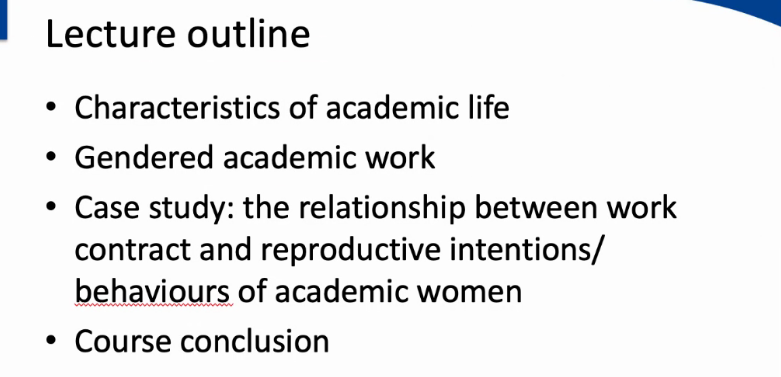 Lecture outline
• Characteristics of academic life
• Gendered academic work
• Case study: the relationship between work
contract and reproductive intentions/
behaviours of academic women
• Course conclusion